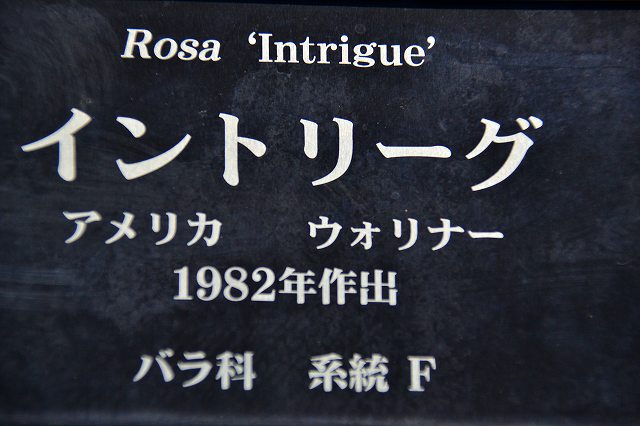 Rosa ‘Intrigue’
イントリーグ
アメリカ　ウォリナー
1982年作出
バラ科　系統 F